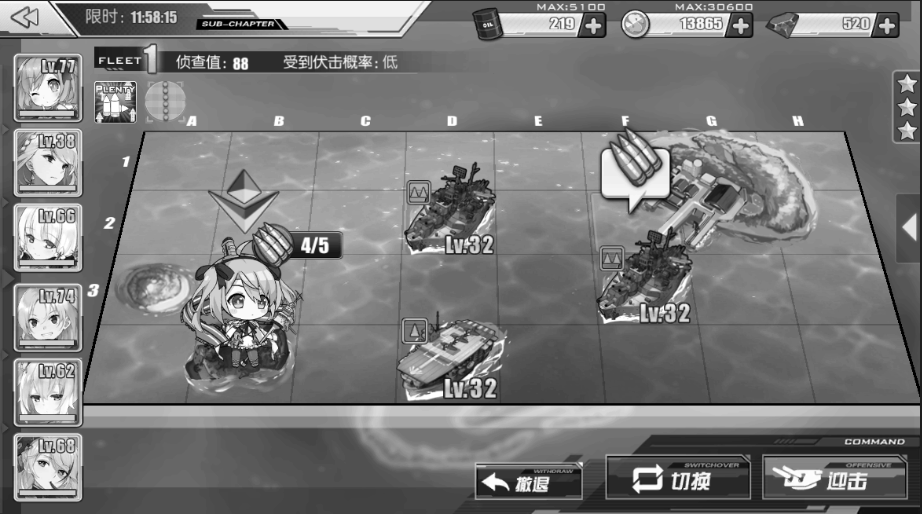 限时: 11:58:15
SUB-CHAPTER
MAX:5100
219
MAX:30600
13865
520
FLEET 1
侦查值: 88
受到伏击概率: 低
PLENTY
A B C D E F G H
1
2
3
Lv.77
Lv.38
Lv.66
Lv.74
Lv.62
Lv.68
OIL
4/5
Lv.32
Lv.32
Lv.32
COMMAND
WITHDRAW
撤退
SWITCHOVER
切换
OFFENSIVE
迎击